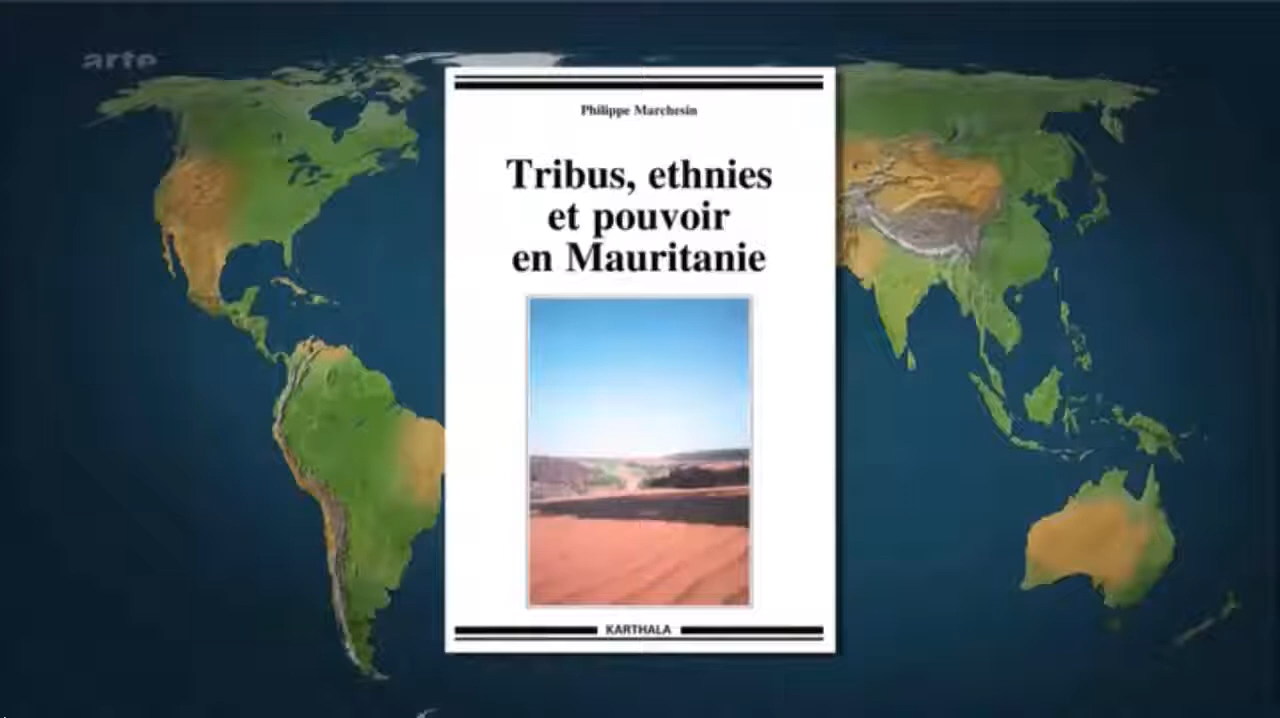 arte
Philippe Marchesin
Tribus, ethnies
et pouvoir
en Mauritanie
KARTHALA